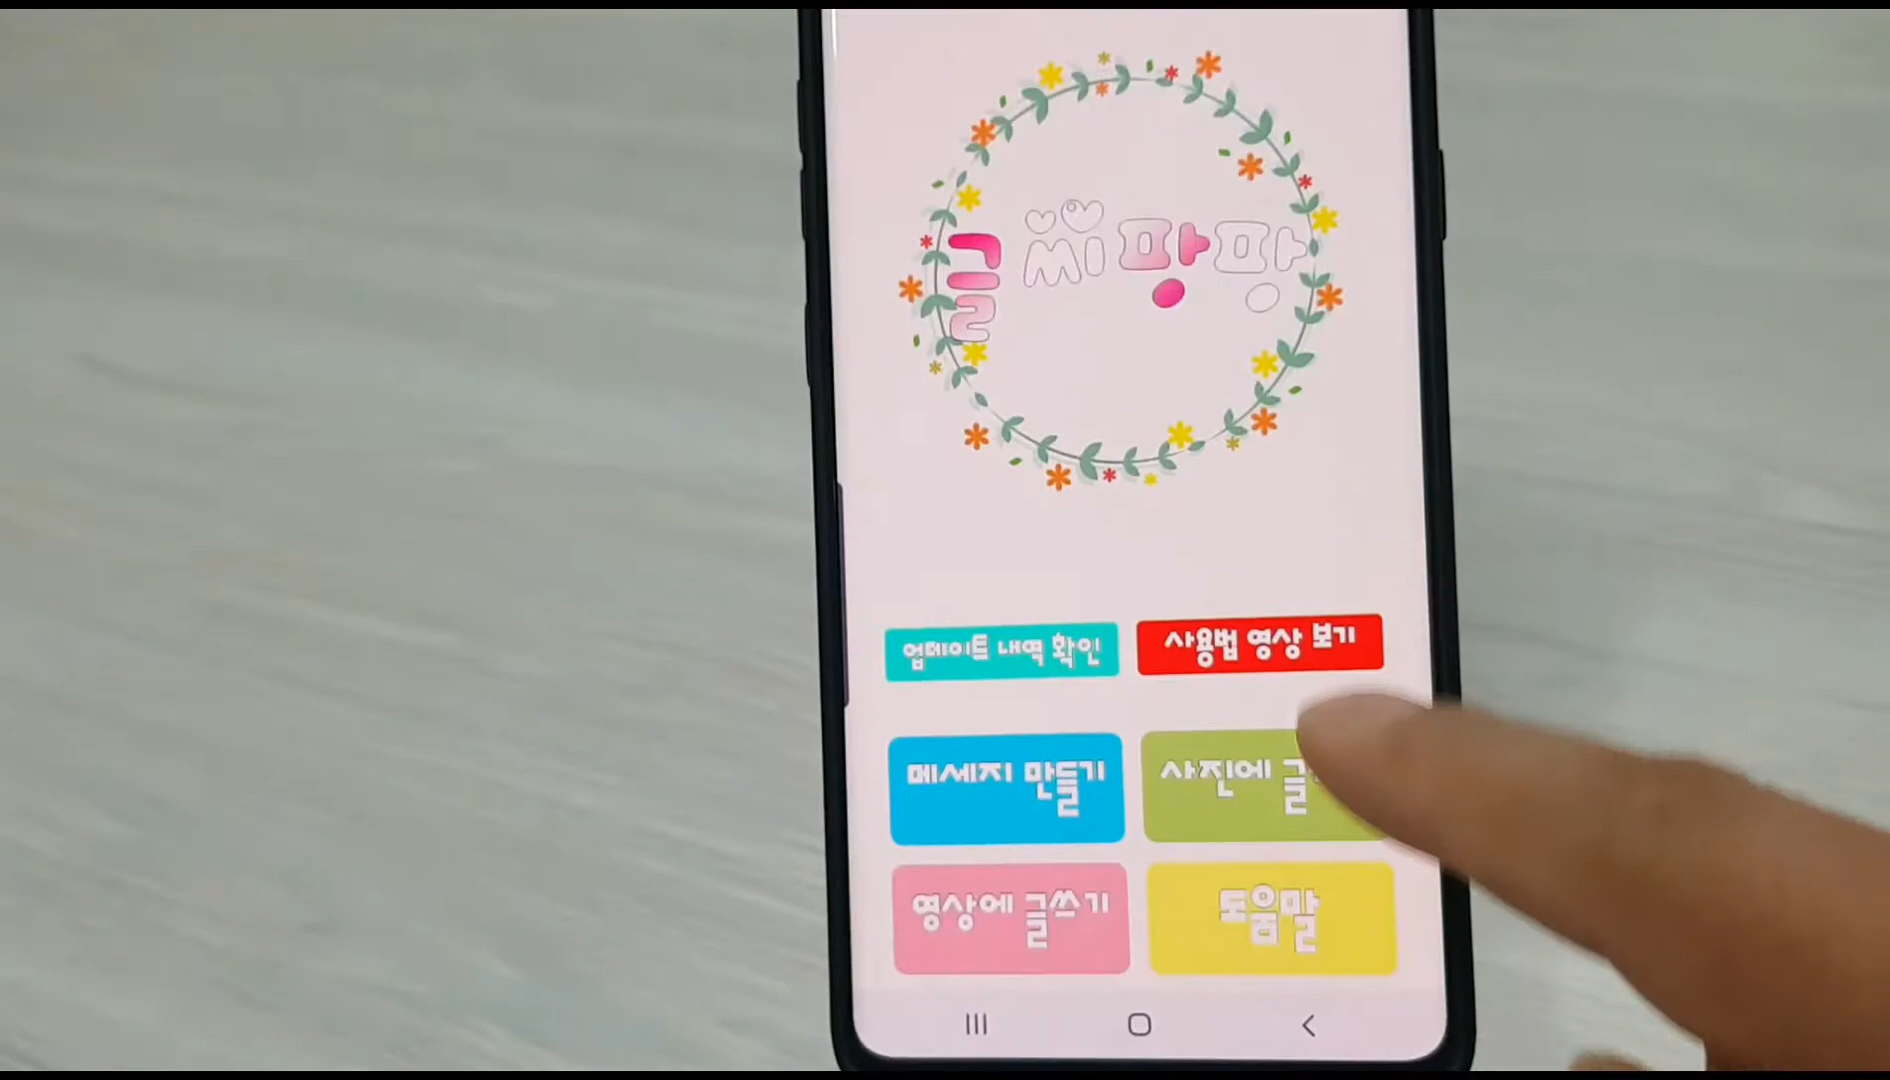 글씨팡팡
업데이트 내역 확인
사용법 영상 보기
메세지 만들기
사진에 글
영상에 글쓰기
도움말